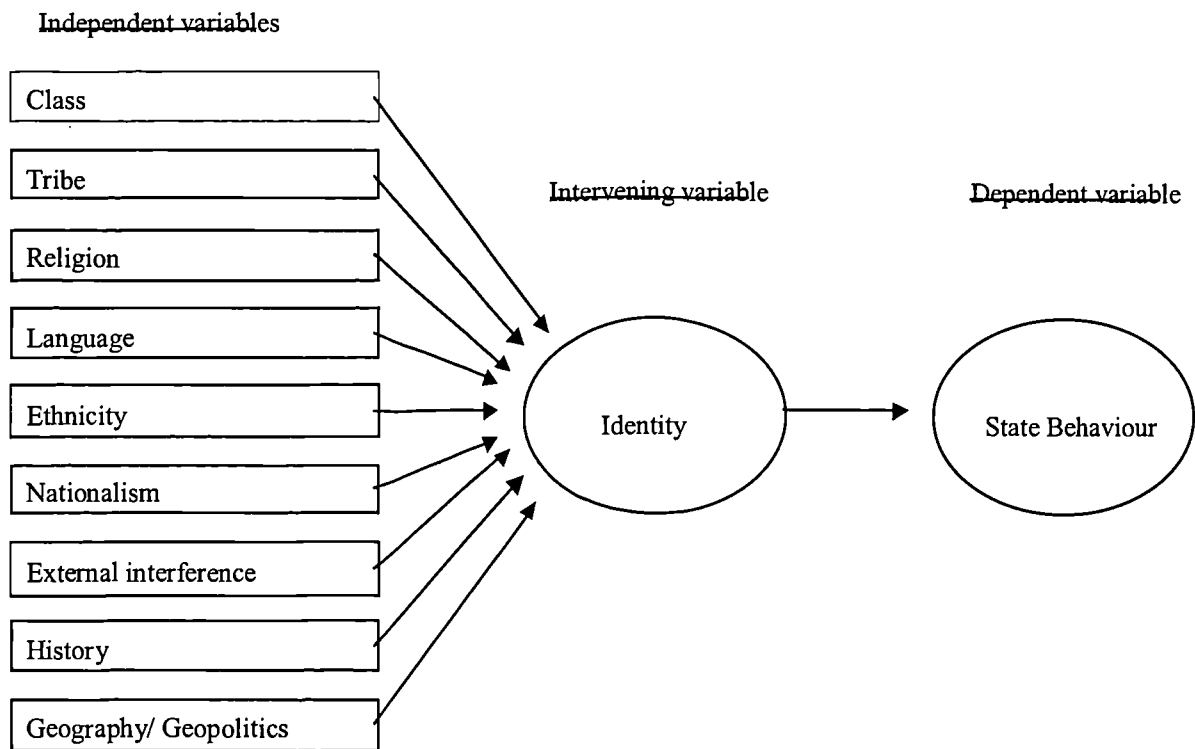 Independent variables
Class
Tribe
Religion
Language
Ethnicity
Nationalism
External interference
History
Geography/ Geopolitics
Intervening variable
Identity
Dependent variable
State Behaviour